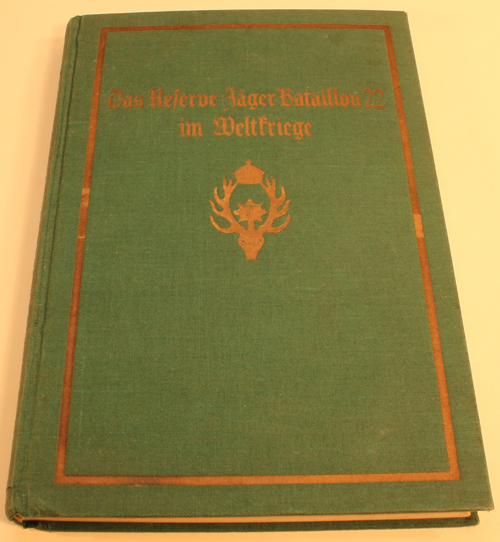 Das Reserve Jäger Bataillon 22
im Weltkriege